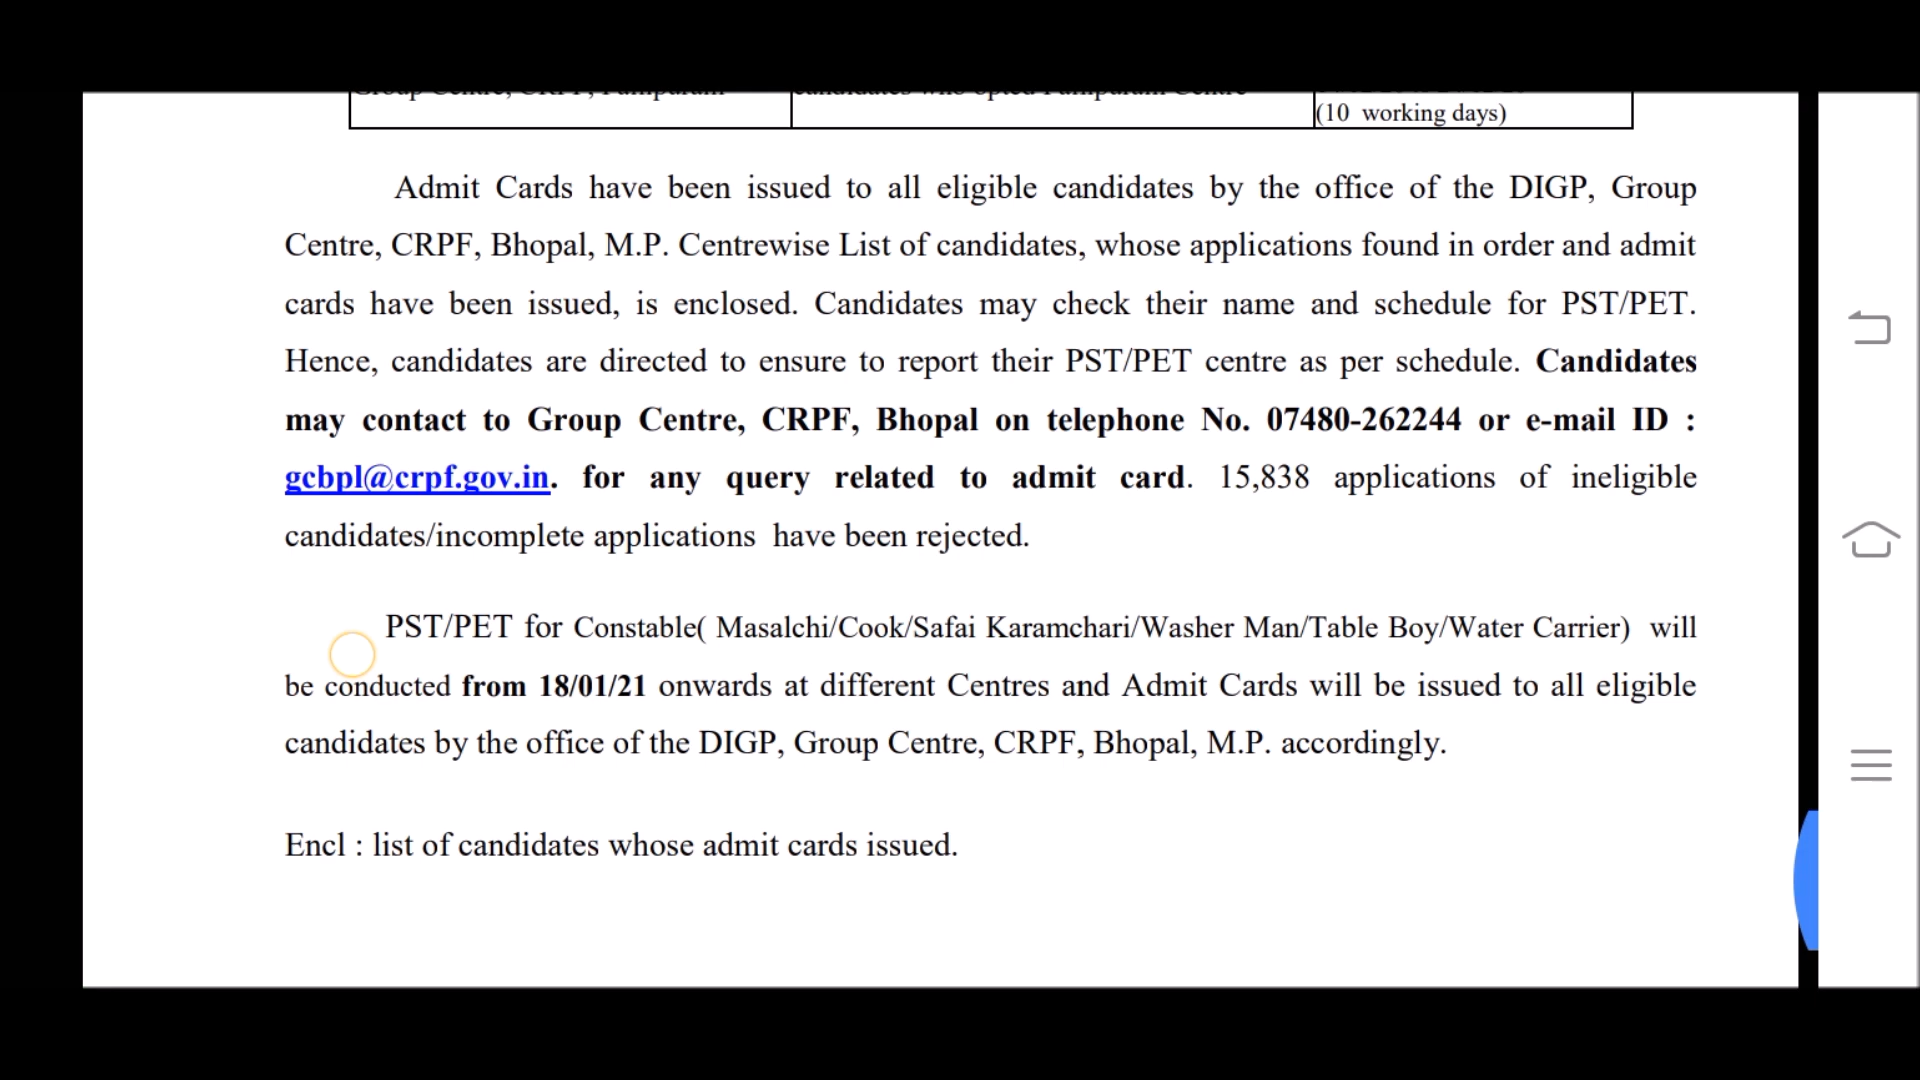 (10 working days)
Admit Cards have been issued to all eligible candidates by the office of the DIGP, Group
Centre, CRPF, Bhopal, M.P. Centrewise List of candidates, whose applications found in order and admit
cards have been issued, is enclosed. Candidates may check their name and schedule for PST/PET.
Hence, candidates are directed to ensure to report their PST/PET centre as per schedule. Candidates
may contact to Group Centre, CRPF, Bhopal on telephone No. 07480-262244 or e-mail ID :
gcbpl@crpf.gov.in. for any query related to admit card. 15,838 applications of ineligible
candidates/incomplete applications have been rejected.
PST/PET for Constable( Masalchi/Cook/Safai Karamchari/Washer Man/Table Boy/Water Carrier) will
be conducted from 18/01/21 onwards at different Centres and Admit Cards will be issued to all eligible
candidates by the office of the DIGP, Group Centre, CRPF, Bhopal, M.P. accordingly.
Encl : list of candidates whose admit cards issued.